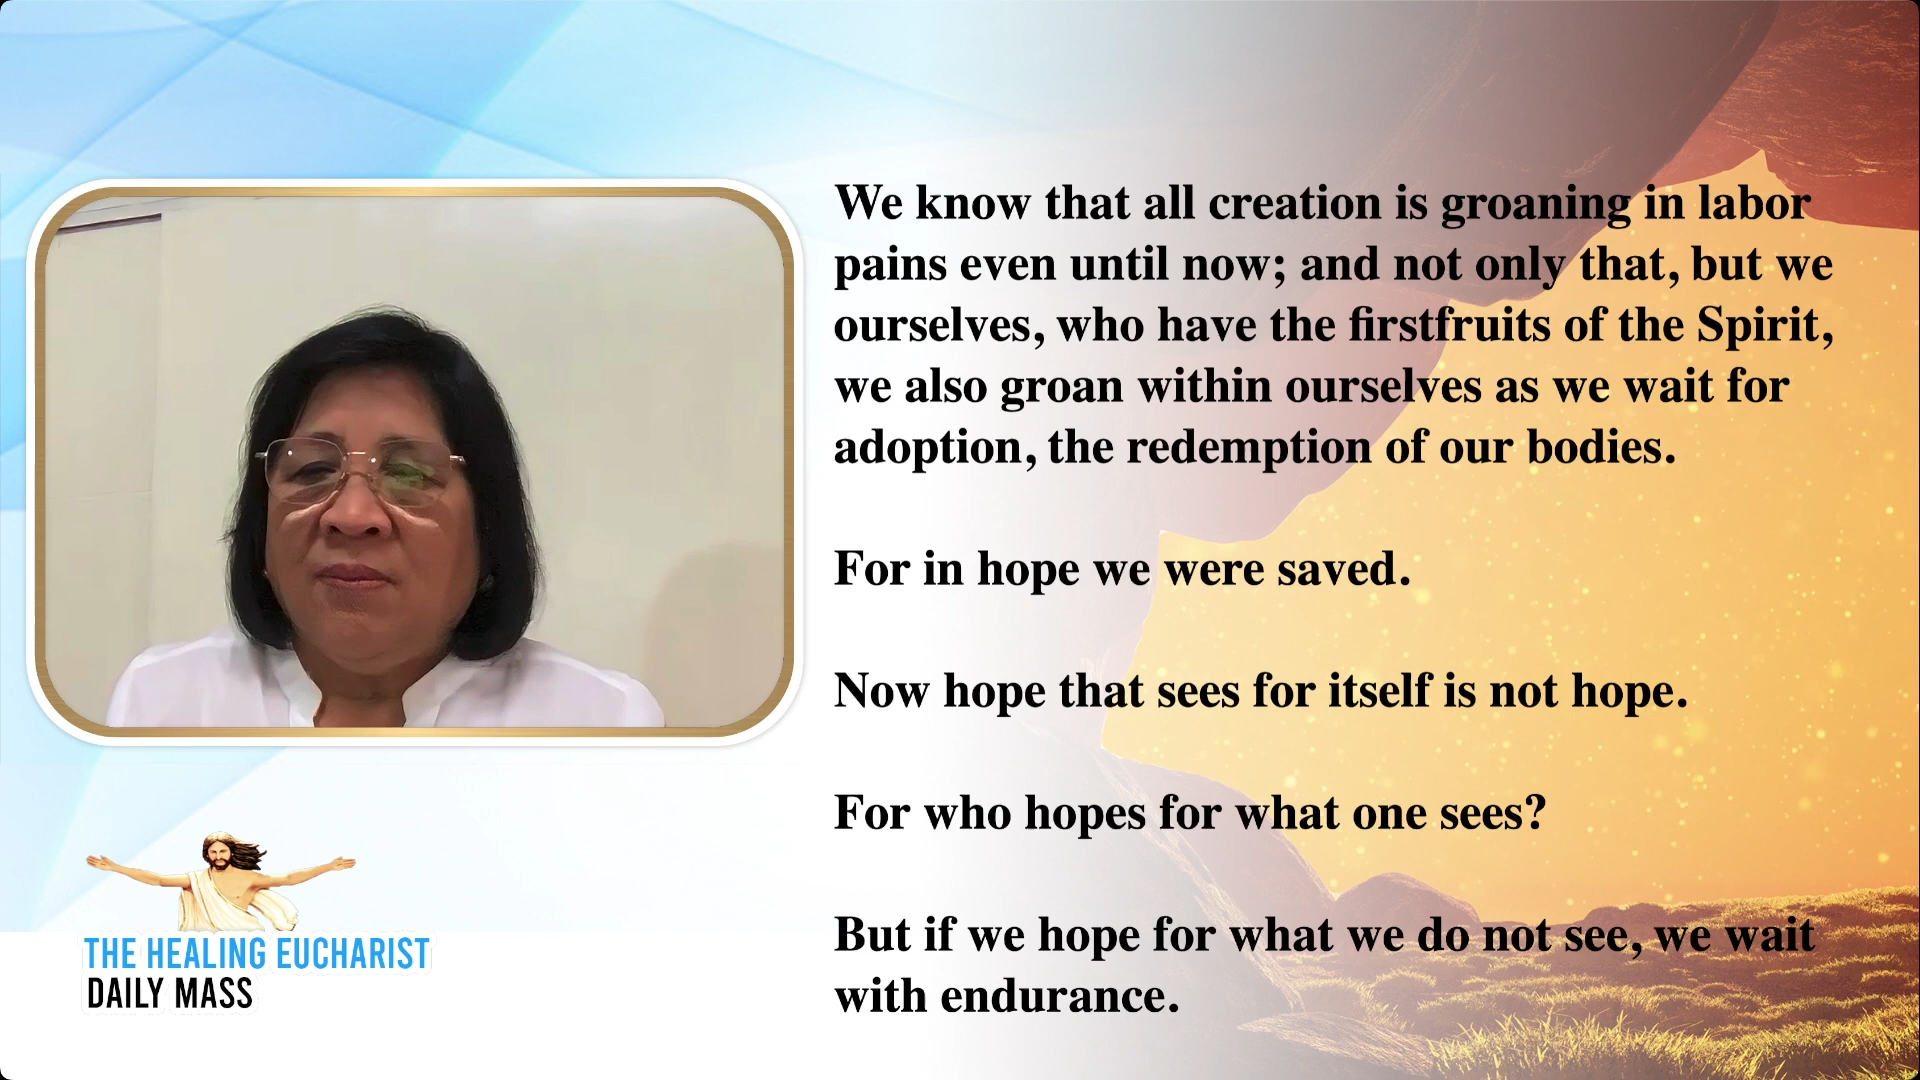 We know that all creation is groaning in labor
pains even until now; and not only that, but we
ourselves, who have the firstfruits of the Spirit,
we also groan within ourselves as we wait for
adoption, the redemption of our bodies.
For in hope we were saved.
Now hope that sees for itself is not hope.
For who hopes for what one sees?
But if we hope for what we do not see, we wait
with endurance.
THE HEALING EUCHARIST
DAILY MASS